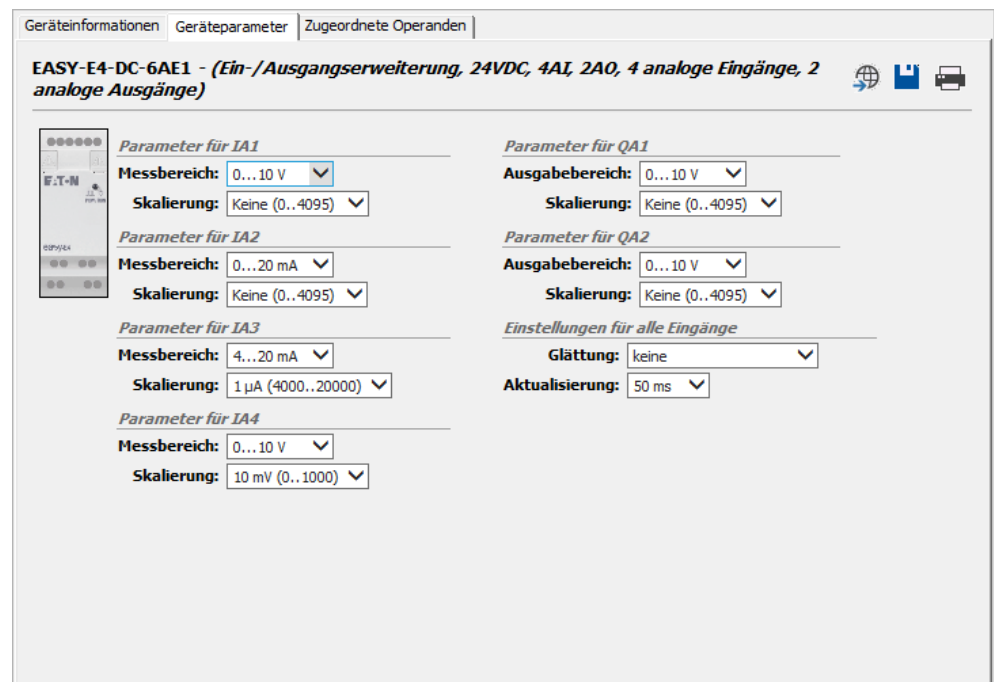 Geräteinformationen Geräteparameter Zugeordnete Operanden
EASY-E4-DC-6AE1 - (Ein-/Ausgangserweiterung, 24VDC, 4AI, 2AO, 4 analoge Eingänge, 2
analoge Ausgänge)
Parameter für IA1
Messbereich: 0...10 V
Skalierung: Keine (0..4095)
Parameter für IA2
Messbereich: 0...20 mA
Skalierung: Keine (0..4095)
Parameter für IA3
Messbereich: 4...20 mA
Skalierung: 1 µA (4000..20000)
Parameter für IA4
Messbereich: 0...10 V
Skalierung: 10 mV (0..1000)
Parameter für QA1
Ausgabebereich: 0...10 V
Skalierung: Keine (0..4095)
Parameter für QA2
Ausgabebereich: 0...10 V
Skalierung: Keine (0..4095)
Einstellungen für alle Eingänge
Glättung: keine
Aktualisierung: 50 ms
E·T·N